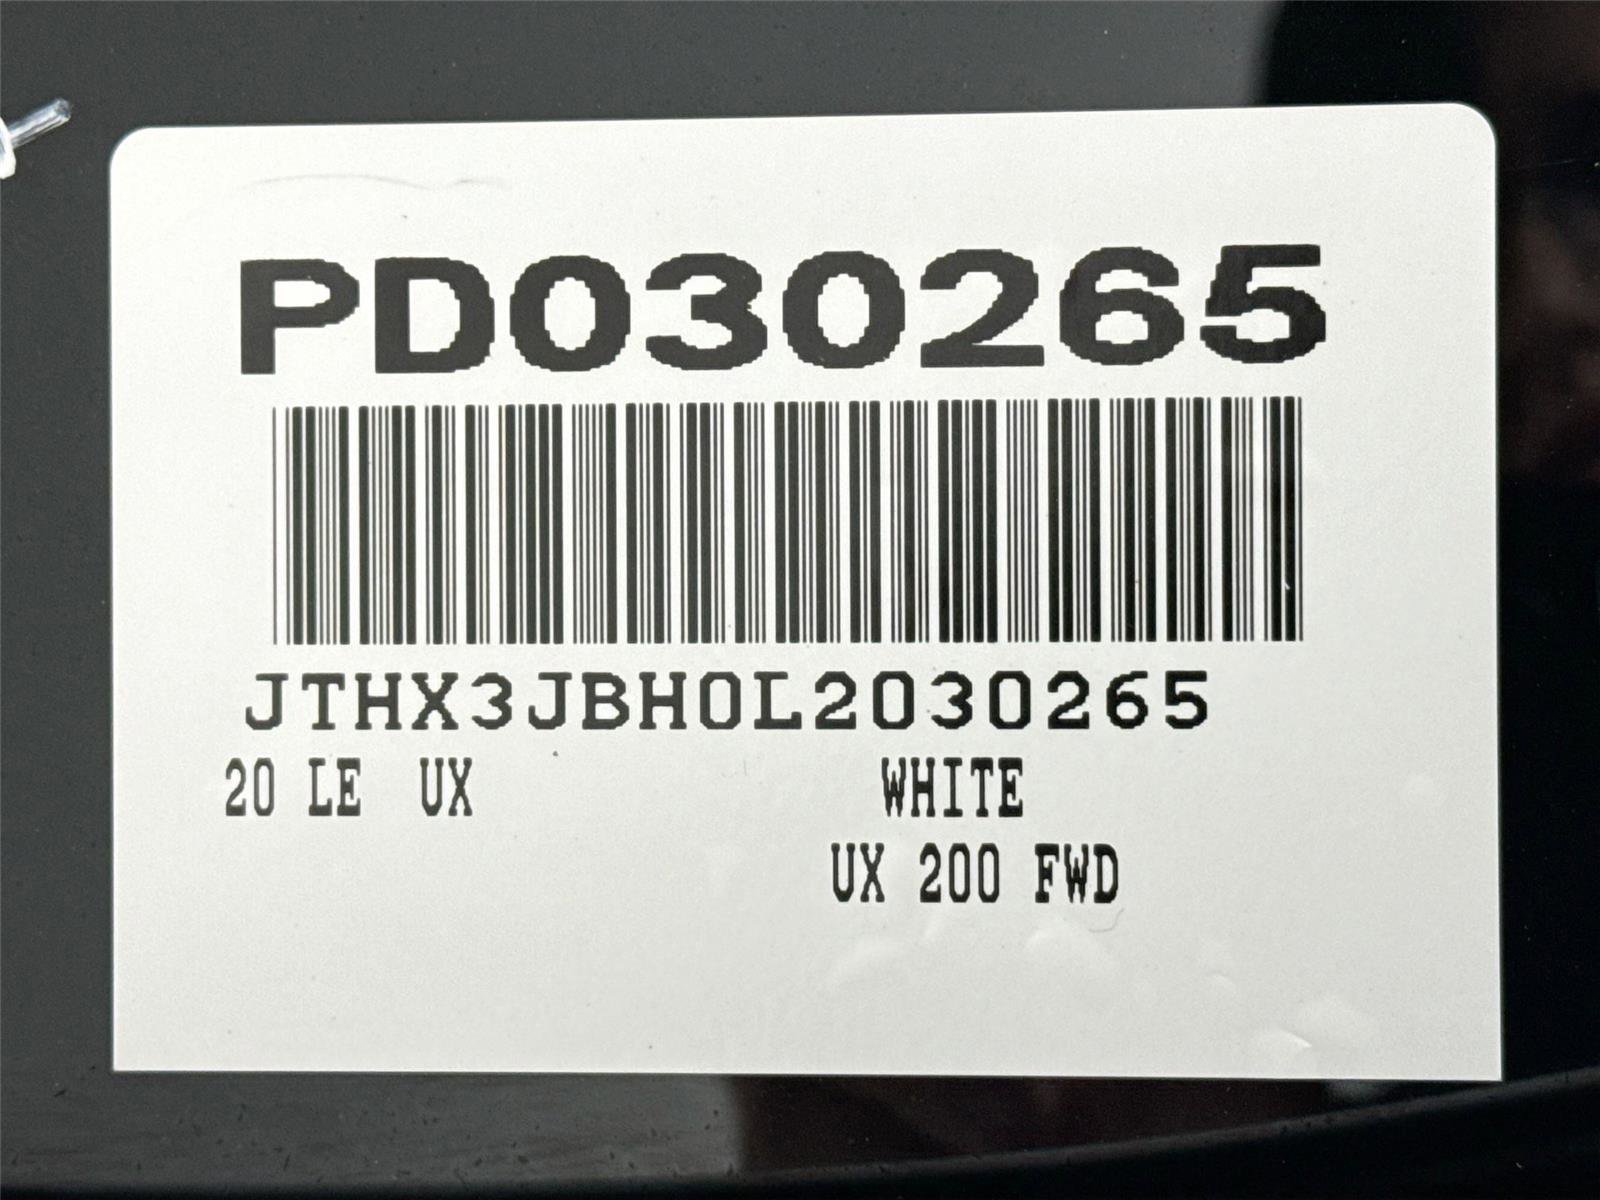 PD030265
JTHX3JBH0L2030265
20 LE UX WHITE
UX 200 FWD